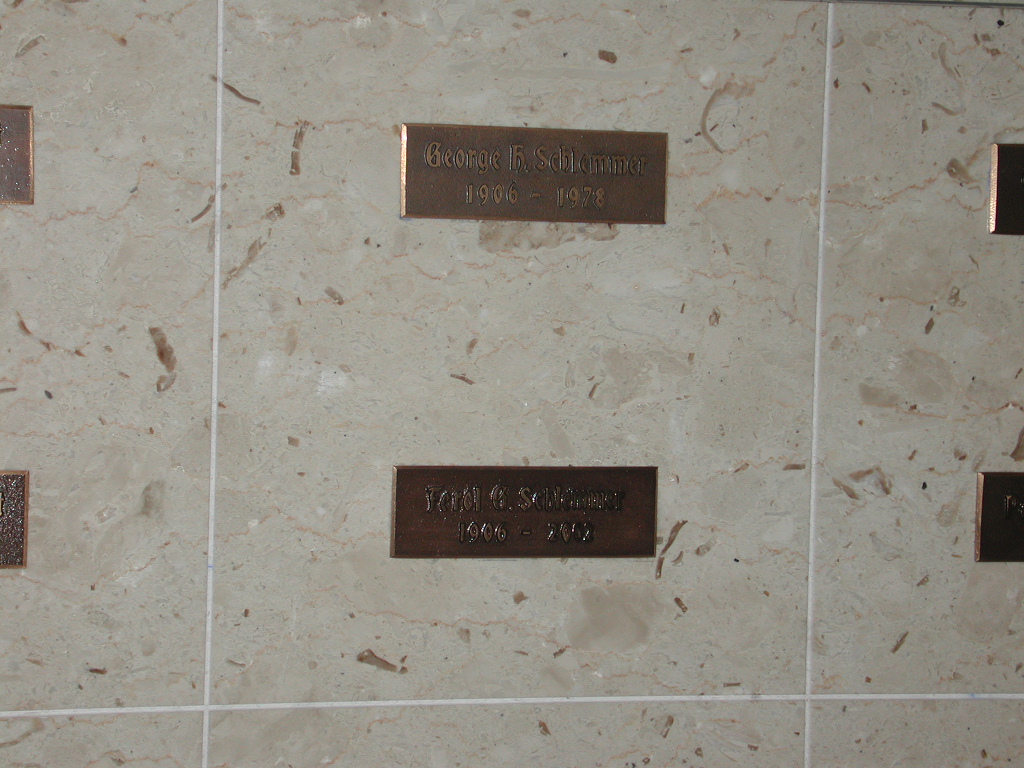 George H. Schlemmer
1906 - 1978
E. Schlemmer
1906 - 2002